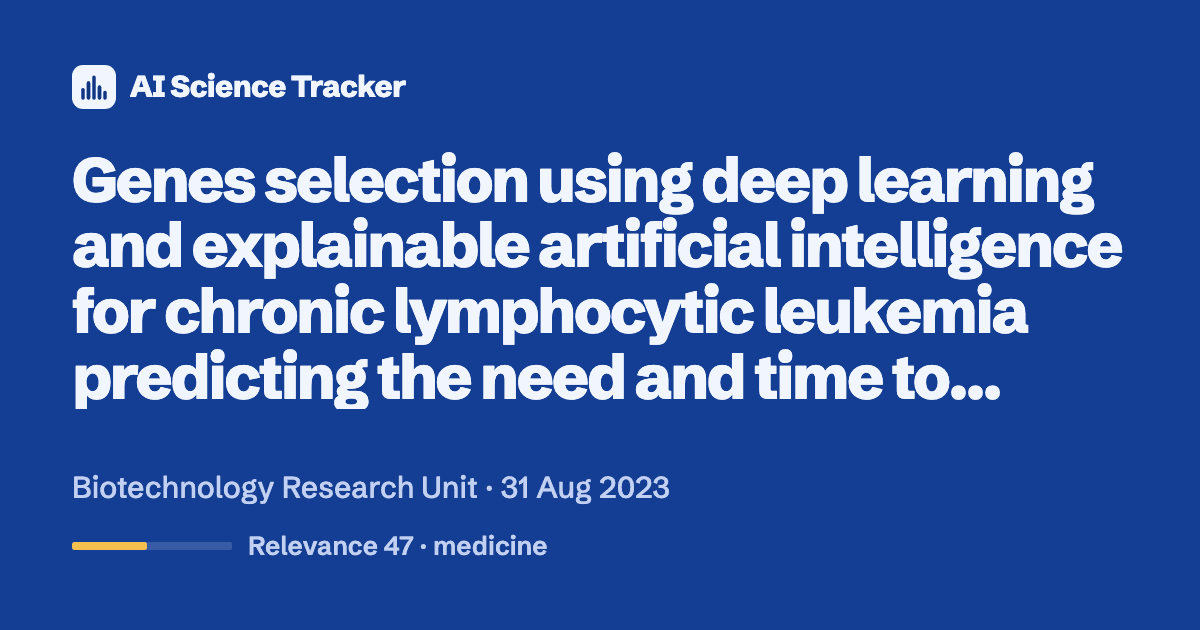 AI Science Tracker
Genes selection using deep learning
and explainable artificial intelligence
for chronic lymphocytic leukemia
predicting the need and time to...
Biotechnology Research Unit · 31 Aug 2023
Relevance 47 · medicine